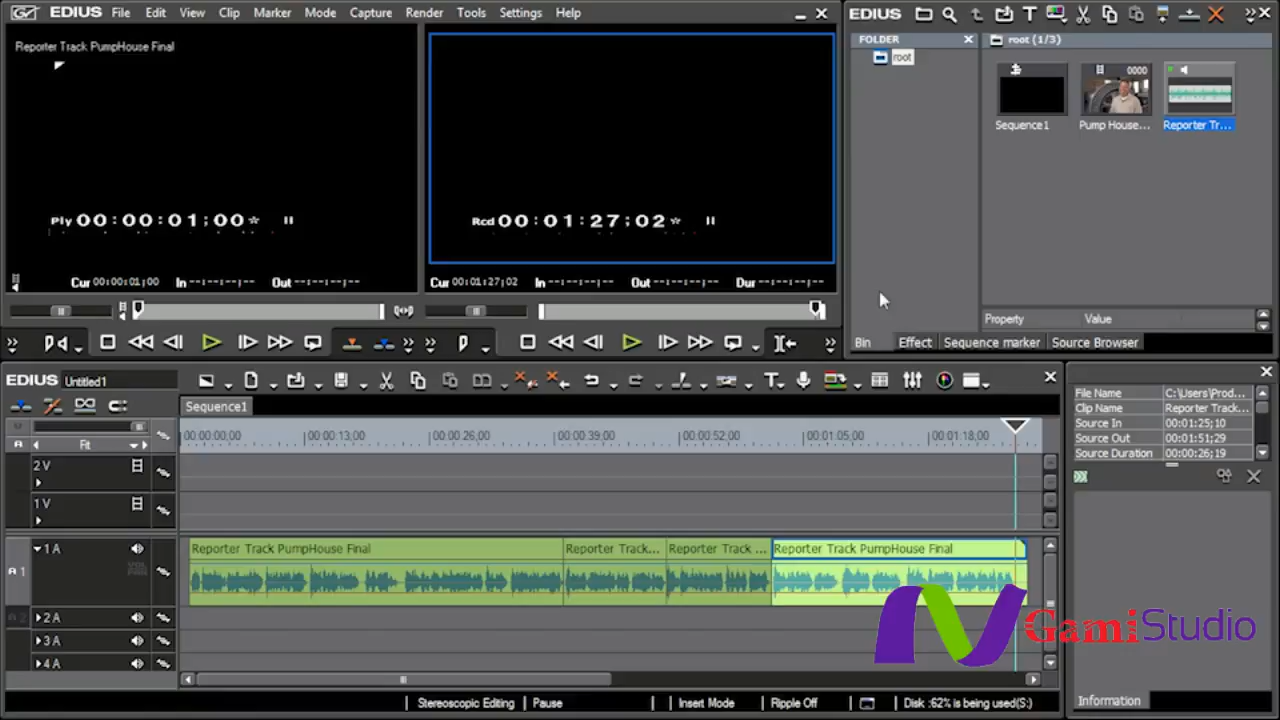 EDIUS File Edit View Clip Marker Mode Capture Render Tools Settings Help
Reporter Track PumpHouse Final
Ply 00:00:01;00* II
Rcd 00:01:27;02* II
Cur 00:00:01;00 In --:--:--;-- Out --:--:--;--
Cur 00:01:27;02 In --:--:--;-- Out --:--:--;-- Dur --:--:--;--
EDIUS
FOLDER
root
root (1/3)
0000
Sequence1
Pump House...
Reporter Tr...
Property Value
Bin Effect Sequence marker Source Browser
EDIUS Untitled1
Sequence1
Fit
00:00:00;00 00:00:13;00 00:00:26;00 00:00:39;00 00:00:52;00 00:01:05;00 00:01:18;00
2 V
1 V
1 A
A 1
VOL
PAN
2 A
3 A
4 A
Reporter Track PumpHouse Final
Reporter Track...
Reporter Track ...
Reporter Track PumpHouse Final
File Name C:\Users\Prod...
Clip Name Reporter Track...
Source In 00:01:25;10
Source Out 00:01:51;29
Source Duration 00:00:26;19
GamiStudio
Information
Stereoscopic Editing Pause Insert Mode Ripple Off Disk :62% is being used(S:)